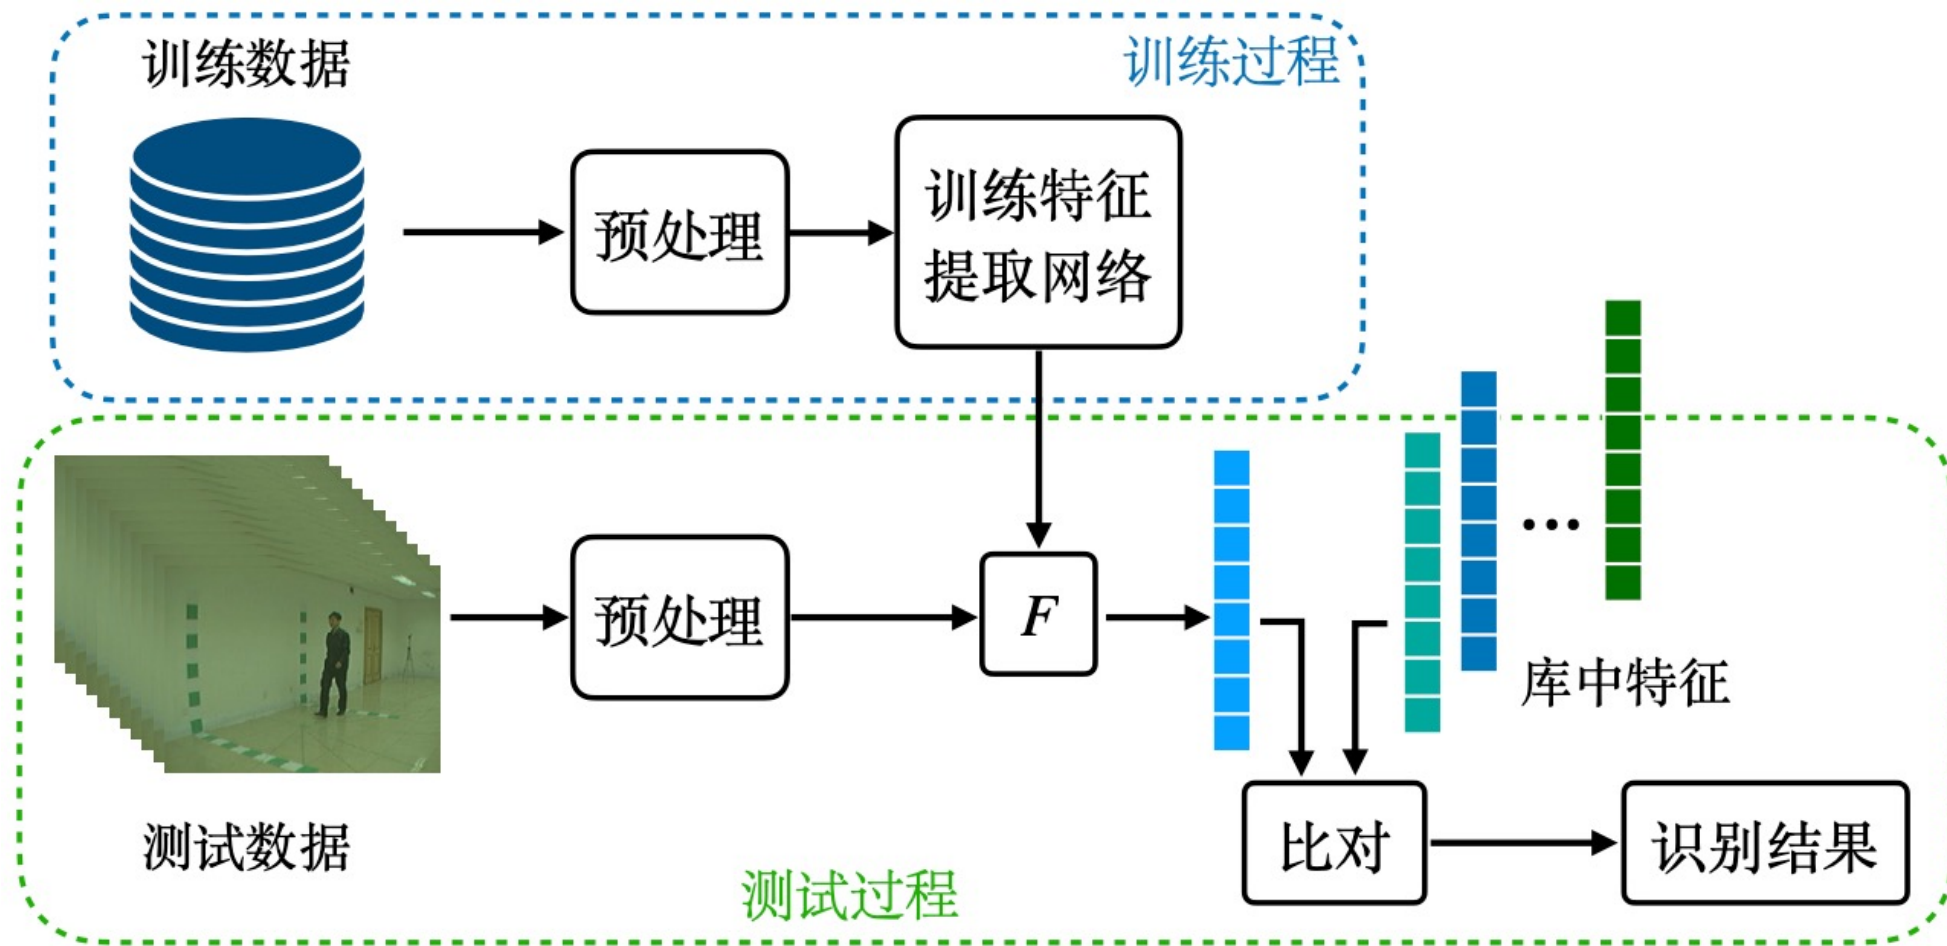 训练数据
训练过程
预处理
训练特征
提取网络
预处理
F
...
库中特征
比对
识别结果
测试数据
测试过程